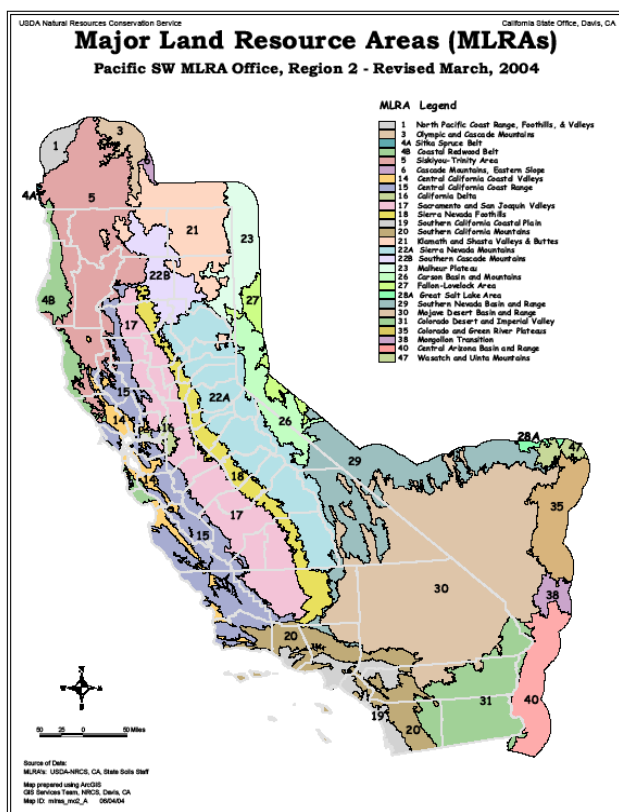 USDA Natural Resources Conservation Service
California State Office, Davis, CA
Major Land Resource Areas (MLRAs)
Pacific SW MLRA Office, Region 2 - Revised March, 2004
MLRA Legend
1 North Pacific Coast Range, Foothills, & Valleys
3 Olympic and Cascade Mountains
4A Sitka Spruce Belt
4B Coastal Redwood Belt
5 Siskiyou-Trinity Area
6 Cascade Mountains, Eastern Slope
14 Central California Coastal Valleys
15 Central California Coast Range
16 California Delta
17 Sacramento and San Joaquin Valleys
18 Sierra Nevada Foothills
19 Southern California Coastal Plain
20 Southern California Mountains
21 Klamath and Shasta Valleys & Buttes
22A Sierra Nevada Mountains
22B Southern Cascade Mountains
23 Malheur Plateau
26 Carson Basin and Mountains
27 Fallon-Lovelock Area
28A Great Salt Lake Area
29 Southern Nevada Basin and Range
30 Mojave Desert Basin and Range
31 Colorado Desert and Imperial Valley
35 Colorado and Green River Plateaus
38 Mongollon Transition
40 Central Arizona Basin and Range
47 Wasatch and Uinta Mountains
1
3
6
4A
5
21
23
22B
27
4B
17
15
22A
14
16
26
28A
29
14
18
35
17
15
30
38
20
31
40
19
20
N
W
E
S
50 25 0 50 Miles
Source of Data:
MLRA's: USDA-NRCS, CA, State Soils Staff
Map prepared using ArcGIS
GIS Services Team, NRCS, Davis, CA
Map ID: mlras_mo2_A 06/04/04